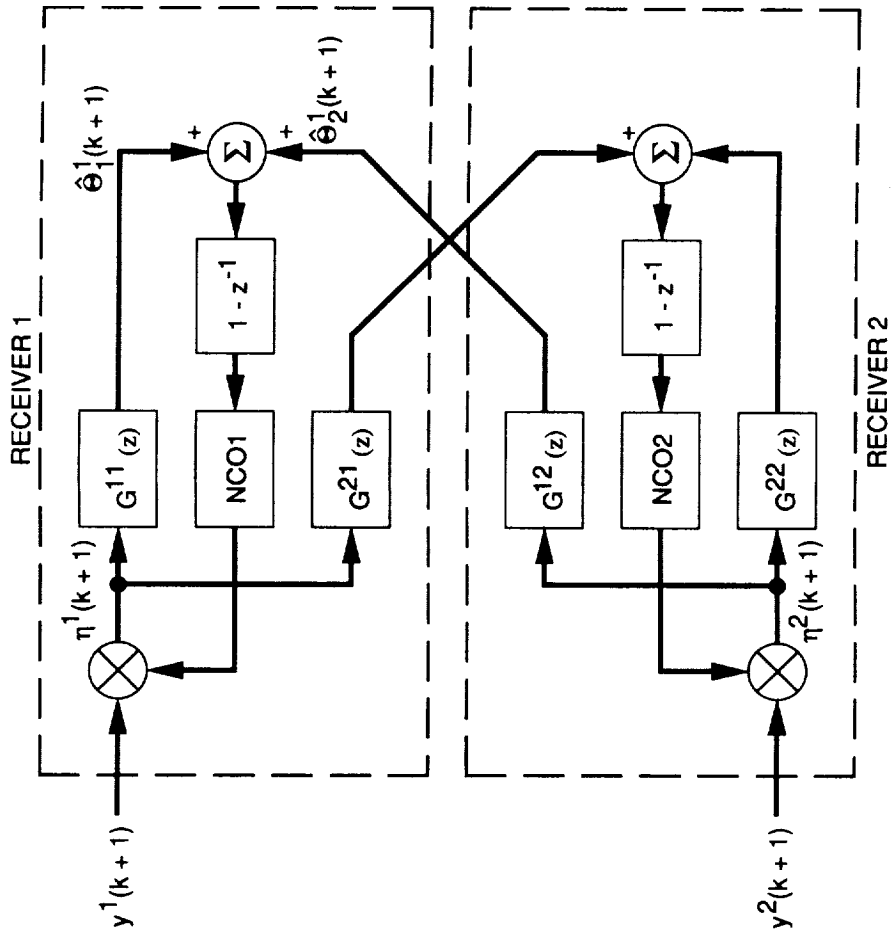 RECEIVER 1
y¹(k + 1)
η¹(k + 1)
G¹¹(z)
Θ̂₁¹(k + 1)
+
Σ
+
Θ̂₂¹(k + 1)
1 - z⁻¹
NCO1
G²¹(z)
G¹²(z)
+
Σ
1 - z⁻¹
NCO2
G²²(z)
η²(k + 1)
y²(k + 1)
RECEIVER 2